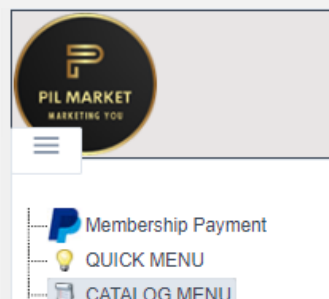 P
PIL MARKET
MARKETING YOU
Membership Payment
QUICK MENU
CATALOG MENU